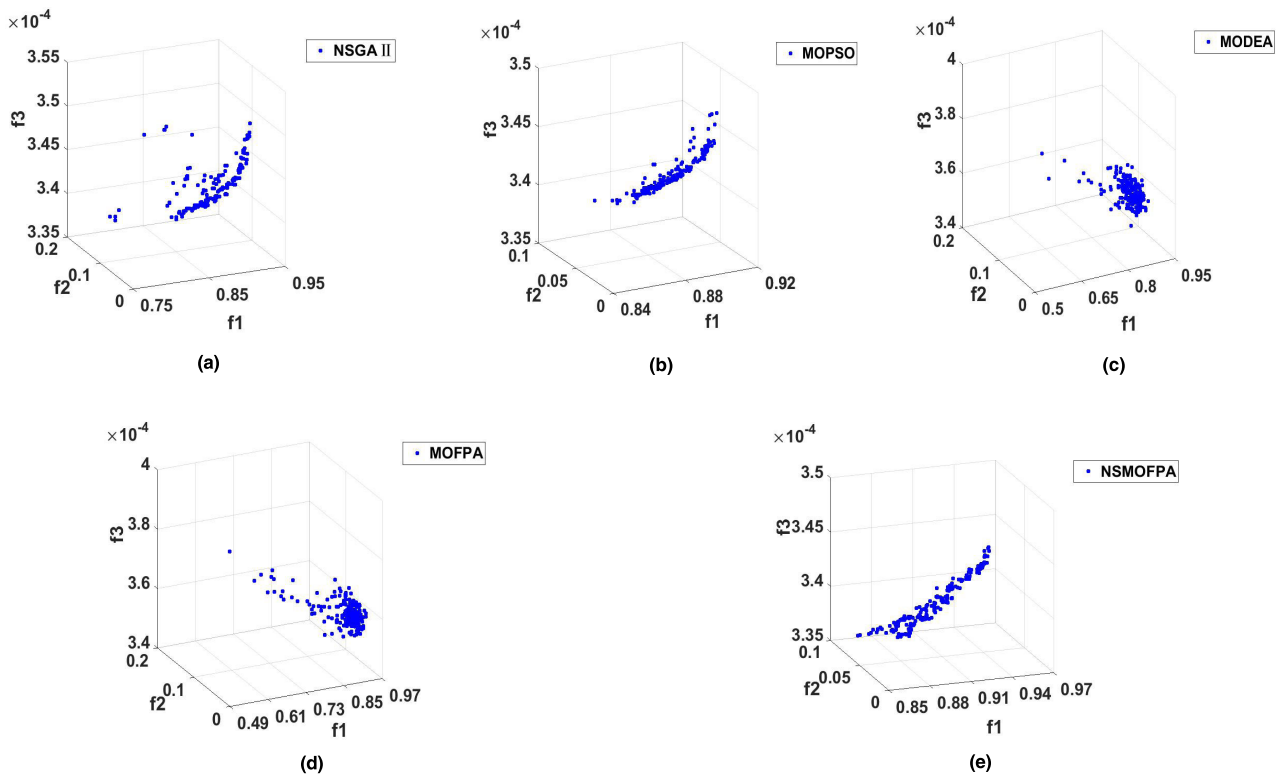 ×10⁻⁴
NSGA II
3.55
3.5
3.45
3.4
3.35
f3
0.2
0.1
0
f2
0.75
0.85
0.95
f1
(a)
×10⁻⁴
MOPSO
3.5
3.45
3.4
3.35
f3
0.1
0.05
0
f2
0.84
0.88
0.92
f1
(b)
×10⁻⁴
MODEA
4
3.8
3.6
3.4
f3
0.2
0.1
0
f2
0.5
0.65
0.8
0.95
f1
(c)
×10⁻⁴
MOFPA
4
3.8
3.6
3.4
f3
0.2
0.1
0
f2
0.49
0.61
0.73
0.85
0.97
f1
(d)
×10⁻⁴
NSMOFPA
3.5
3.45
3.4
3.35
f3
0.1
0.05
0
f2
0.85
0.88
0.91
0.94
0.97
f1
(e)